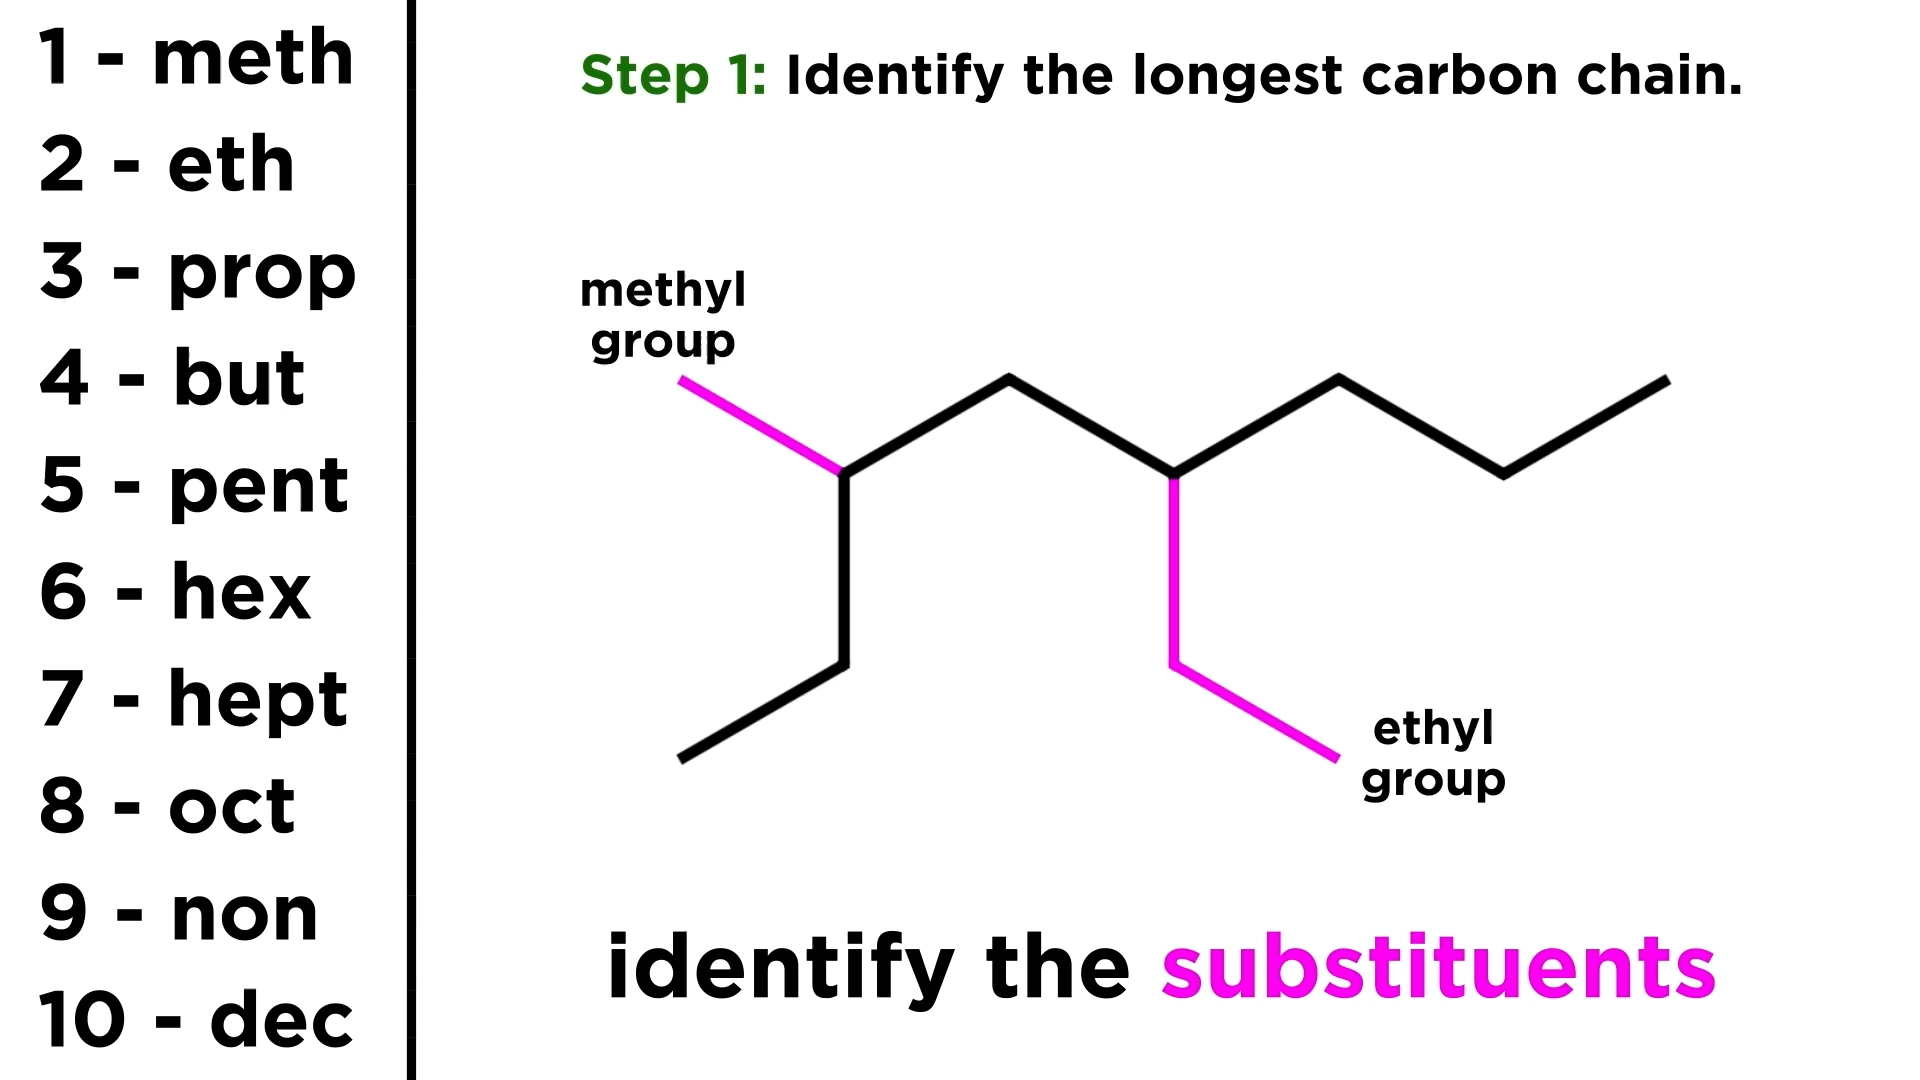 1 - meth
2 - eth
3 - prop
4 - but
5 - pent
6 - hex
7 - hept
8 - oct
9 - non
10 - dec
Step 1: Identify the longest carbon chain.
methyl
group
ethyl
group
identify the substituents